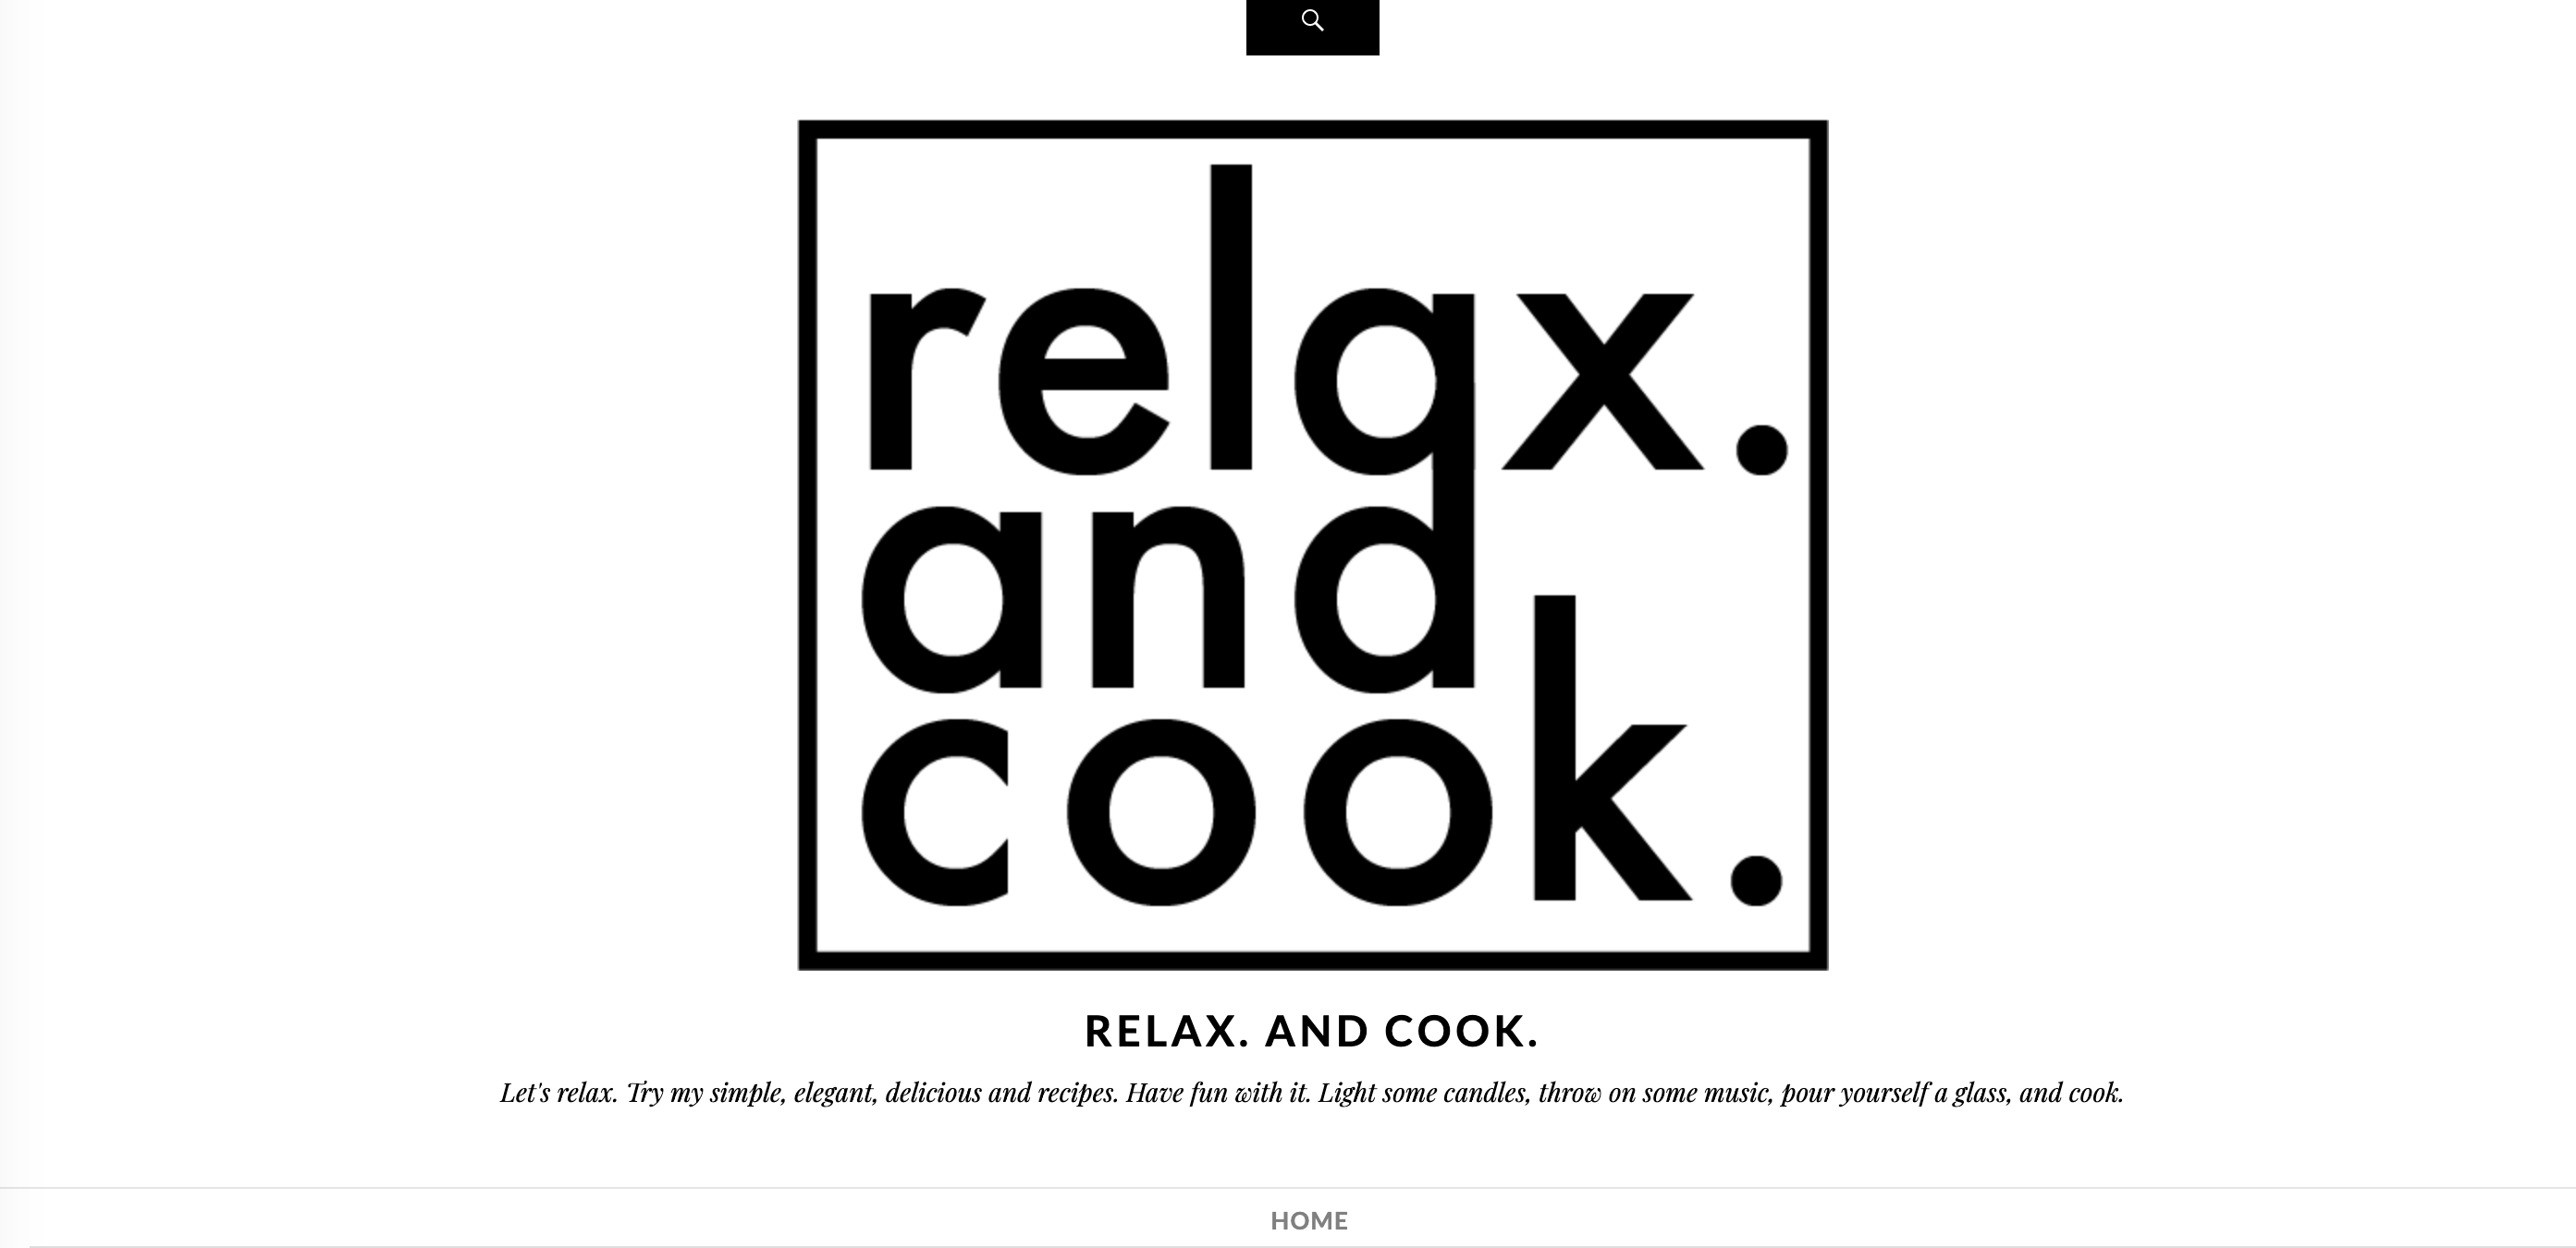 relax.
and
cook.
RELAX. AND COOK.
Let's relax. Try my simple, elegant, delicious and recipes. Have fun with it. Light some candles, throw on some music, pour yourself a glass, and cook.
HOME